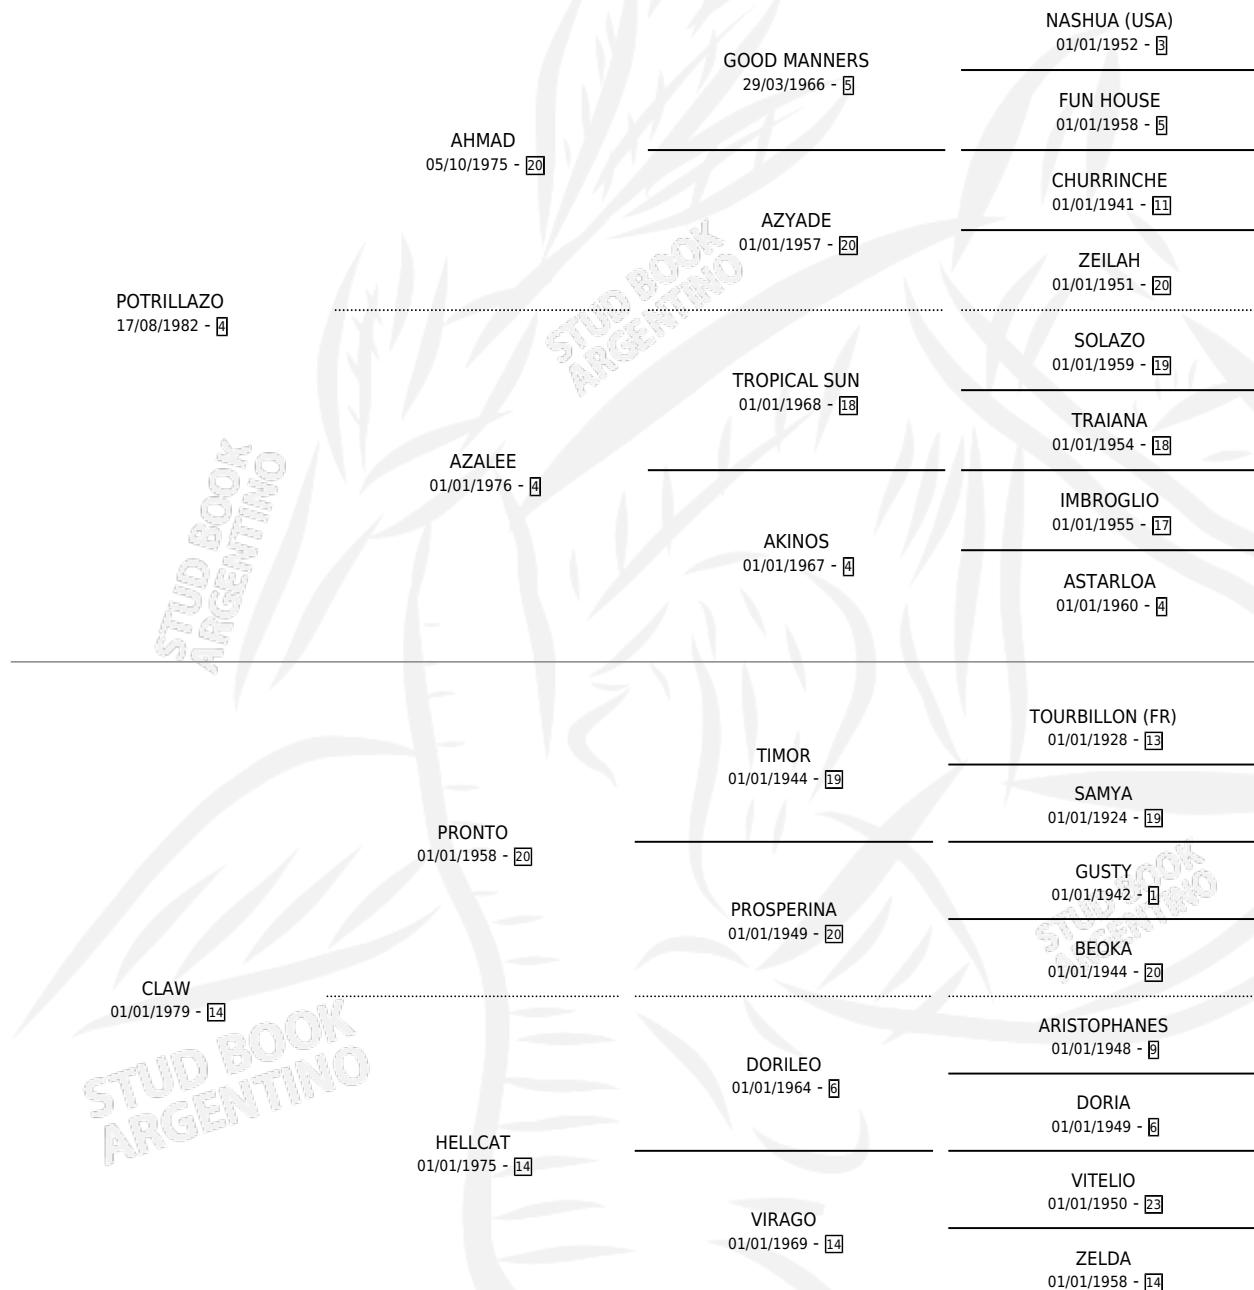 NASHUA (USA)
01/01/1952 - 3
GOOD MANNERS
29/03/1966 - 5
FUN HOUSE
01/01/1958 - 5
AHMAD
05/10/1975 - 20
CHURRINCHE
01/01/1941 - 11
AZYADE
01/01/1957 - 20
ZEILAH
01/01/1951 - 20
POTRILLAZO
17/08/1982 - 4
STUD BOOK
ARGENTINO
SOLAZO
01/01/1959 - 19
TROPICAL SUN
01/01/1968 - 18
TRAIANA
01/01/1954 - 18
AZALEE
01/01/1976 - 4
IMBROGLIO
01/01/1955 - 17
AKINOS
01/01/1967 - 4
ASTARLOA
01/01/1960 - 4
STUD BOOK
ARGENTINO
TOURBILLON (FR)
01/01/1928 - 13
TIMOR
01/01/1944 - 19
SAMYA
01/01/1924 - 19
PRONTO
01/01/1958 - 20
GUSTY
01/01/1942 - 1
PROSPERINA
01/01/1949 - 20
BEOKA
01/01/1944 - 20
STUD BOOK
ARGENTINO
CLAW
01/01/1979 - 14
ARISTOPHANES
01/01/1948 - 9
DORILEO
01/01/1964 - 6
DORIA
01/01/1949 - 6
STUD BOOK
ARGENTINO
HELLCAT
01/01/1975 - 14
VITELIO
01/01/1950 - 23
VIRAGO
01/01/1969 - 14
ZELDA
01/01/1958 - 14